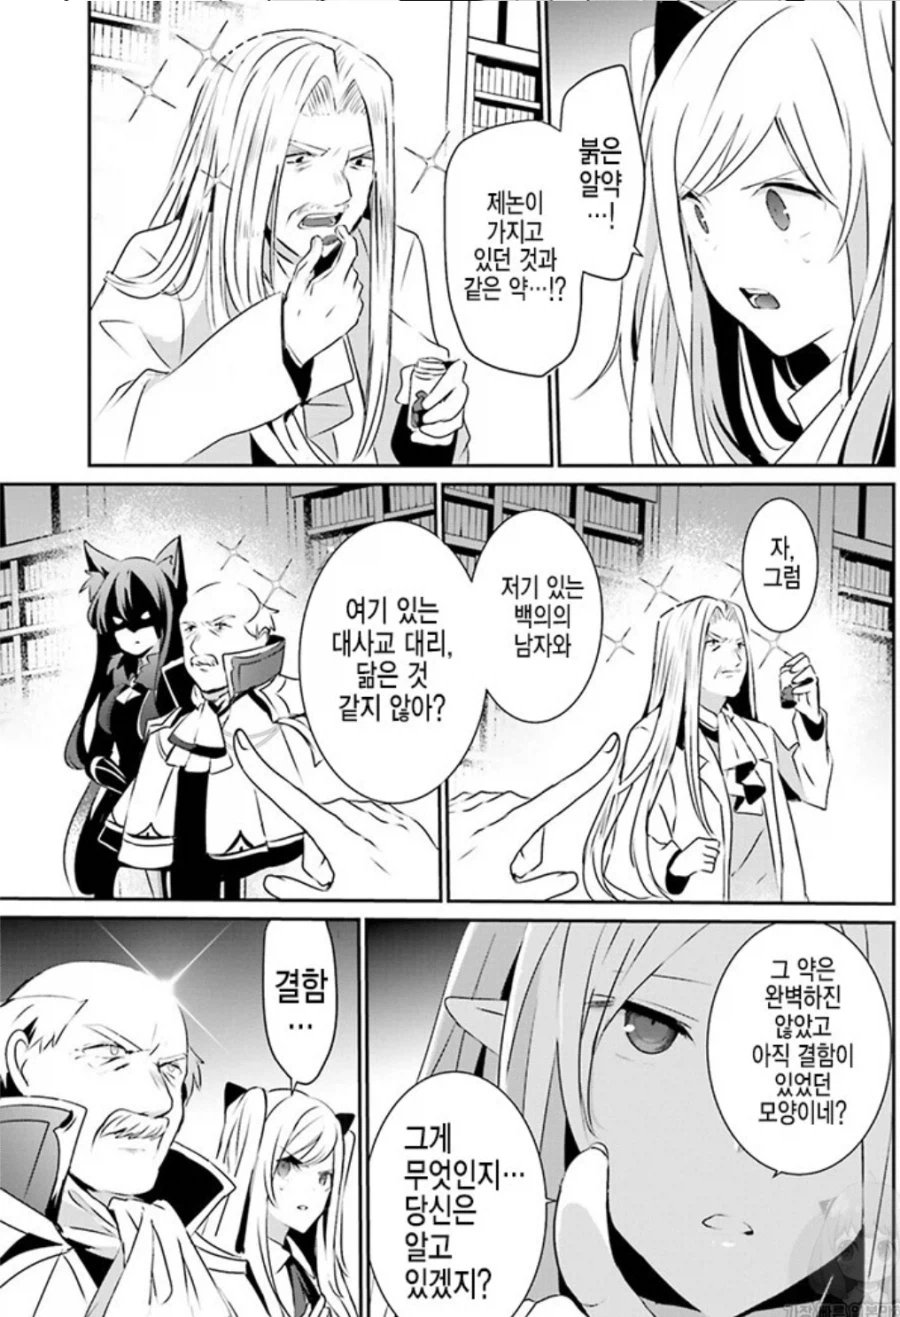 붉은
알약
…!
제논이
가지고
있던 것과
같은 약…!?
자,
그럼
저기 있는
백의의
남자와
여기 있는
대사교 대리,
닮은 것
같지 않아?
그 약은
완벽하진
않았고
아직 결함이
있었던
모양이네?
그게
무엇인지…
당신은
알고
있겠지?
결함
…